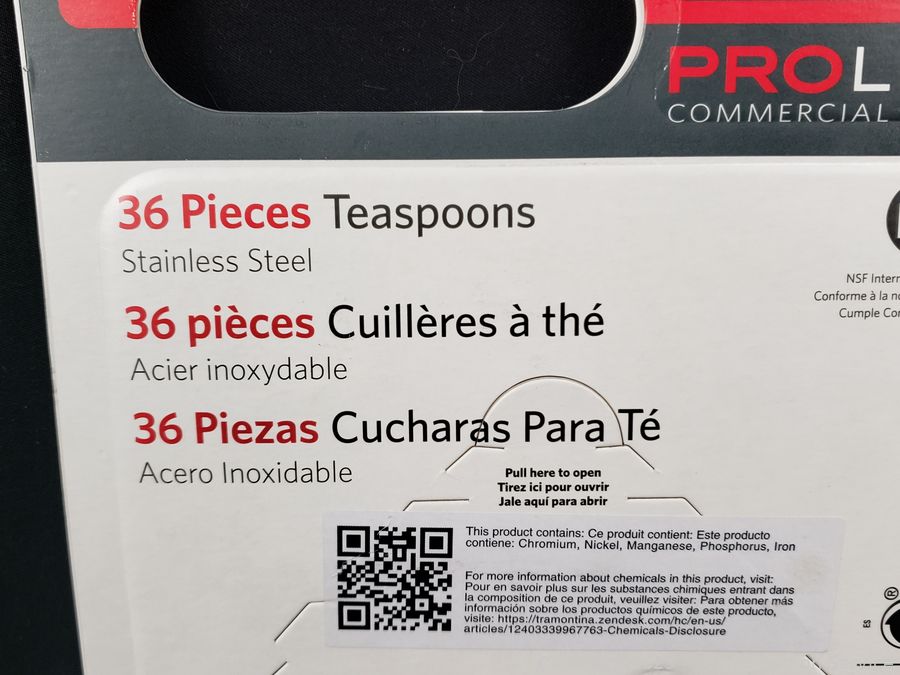 PROL
COMMERCIAL
36 Pieces Teaspoons
Stainless Steel
36 pièces Cuillères à thé
Acier inoxydable
36 Piezas Cucharas Para Té
Acero Inoxidable
NSF Intern
Conforme à la no
Cumple Con
Pull here to open
Tirez ici pour ouvrir
Jale aquí para abrir
This product contains: Ce produit contient: Este producto
contiene: Chromium, Nickel, Manganese, Phosphorus, Iron
For more information about chemicals in this product, visit:
Pour en savoir plus sur les substances chimiques entrant dans
la composition de ce produit, veuillez visiter: Para obtener más
información sobre los productos químicos de este producto,
visite: https://tramontina.zendesk.com/hc/en-us/
articles/12403339967763-Chemicals-Disclosure
ES
®